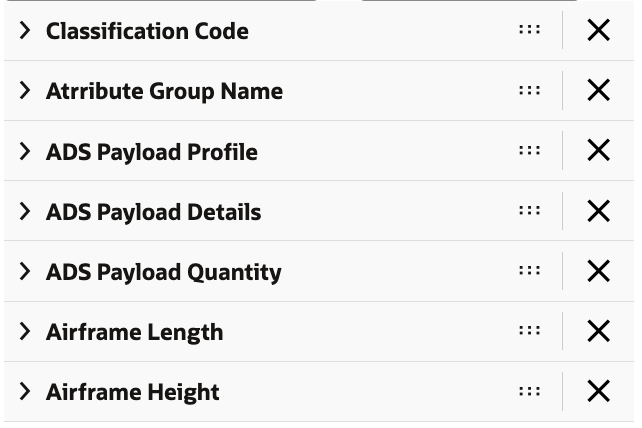 Classification Code
Atrribute Group Name
ADS Payload Profile
ADS Payload Details
ADS Payload Quantity
Airframe Length
Airframe Height